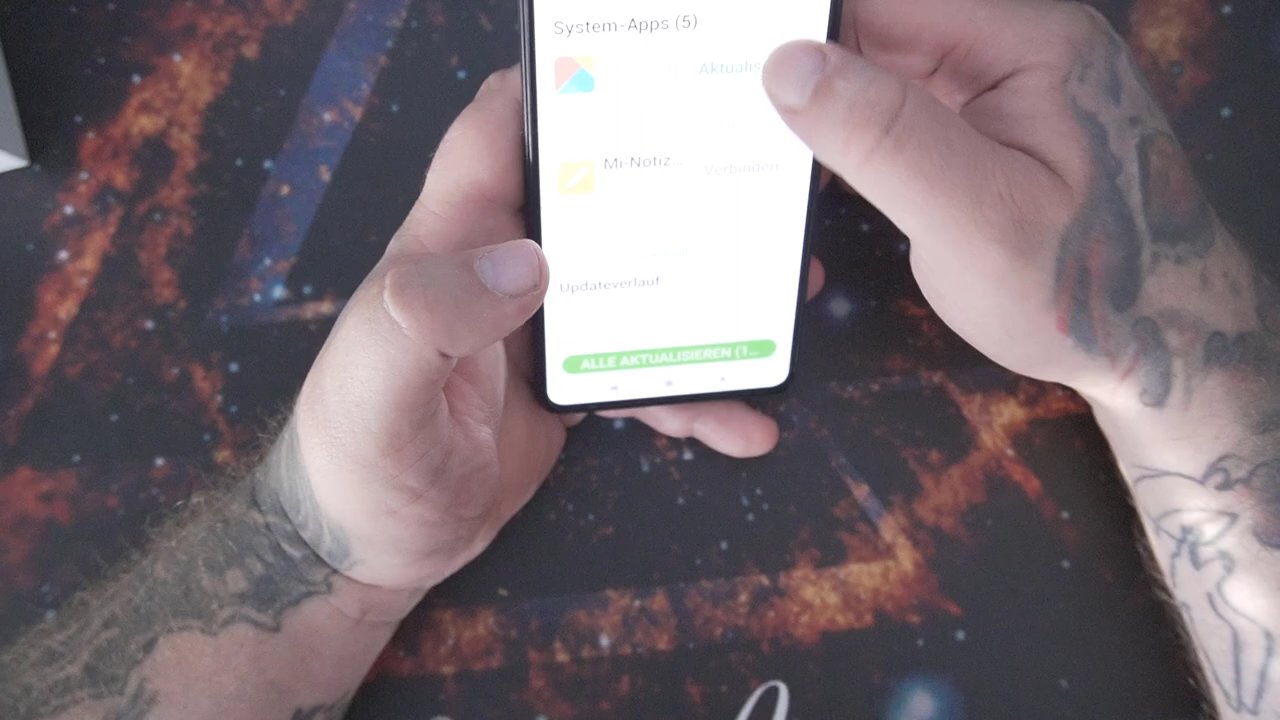 System-Apps (5)
Aktualis
Mi-Notiz...
Verbinden
Updateverlauf
ALLE AKTUALISIEREN (1...